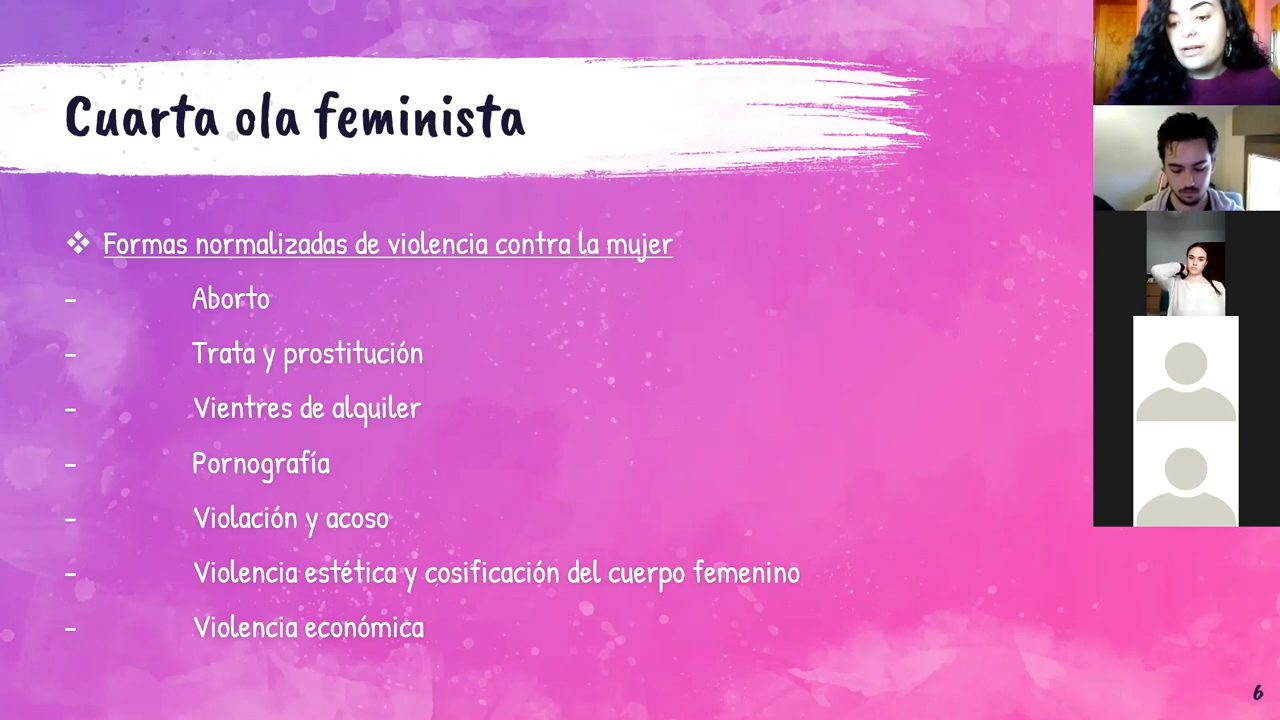 Cuarta ola feminista
❖ Formas normalizadas de violencia contra la mujer
- Aborto
- Trata y prostitución
- Vientres de alquiler
- Pornografía
- Violación y acoso
- Violencia estética y cosificación del cuerpo femenino
- Violencia económica
6